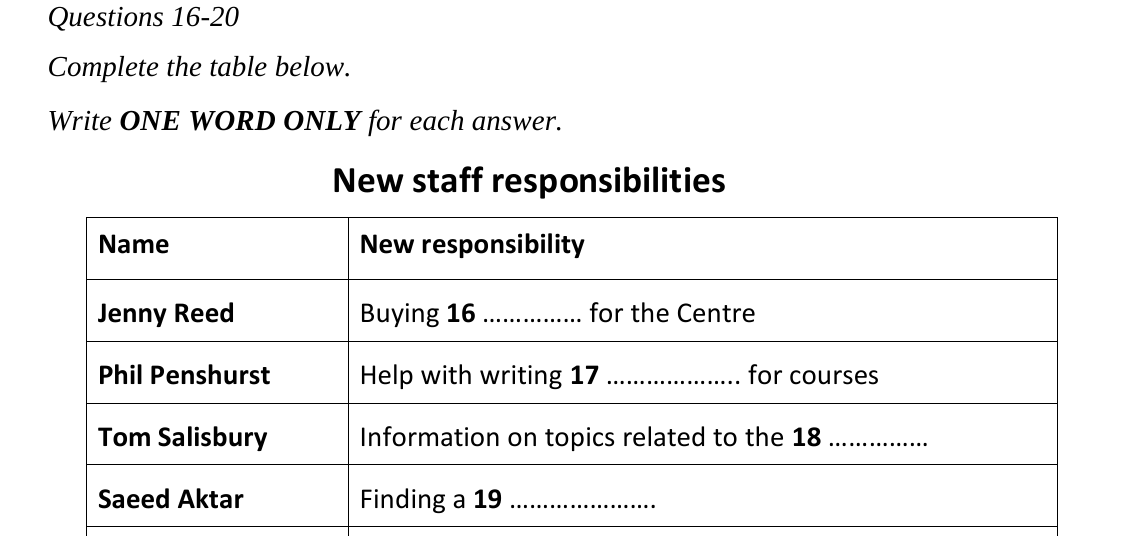 Questions 16-20
Complete the table below.
Write ONE WORD ONLY for each answer.
New staff responsibilities
Name New responsibility
Jenny Reed Buying 16 …………… for the Centre
Phil Penshurst Help with writing 17 ……………….. for courses
Tom Salisbury Information on topics related to the 18 ……………
Saeed Aktar Finding a 19 ………………….